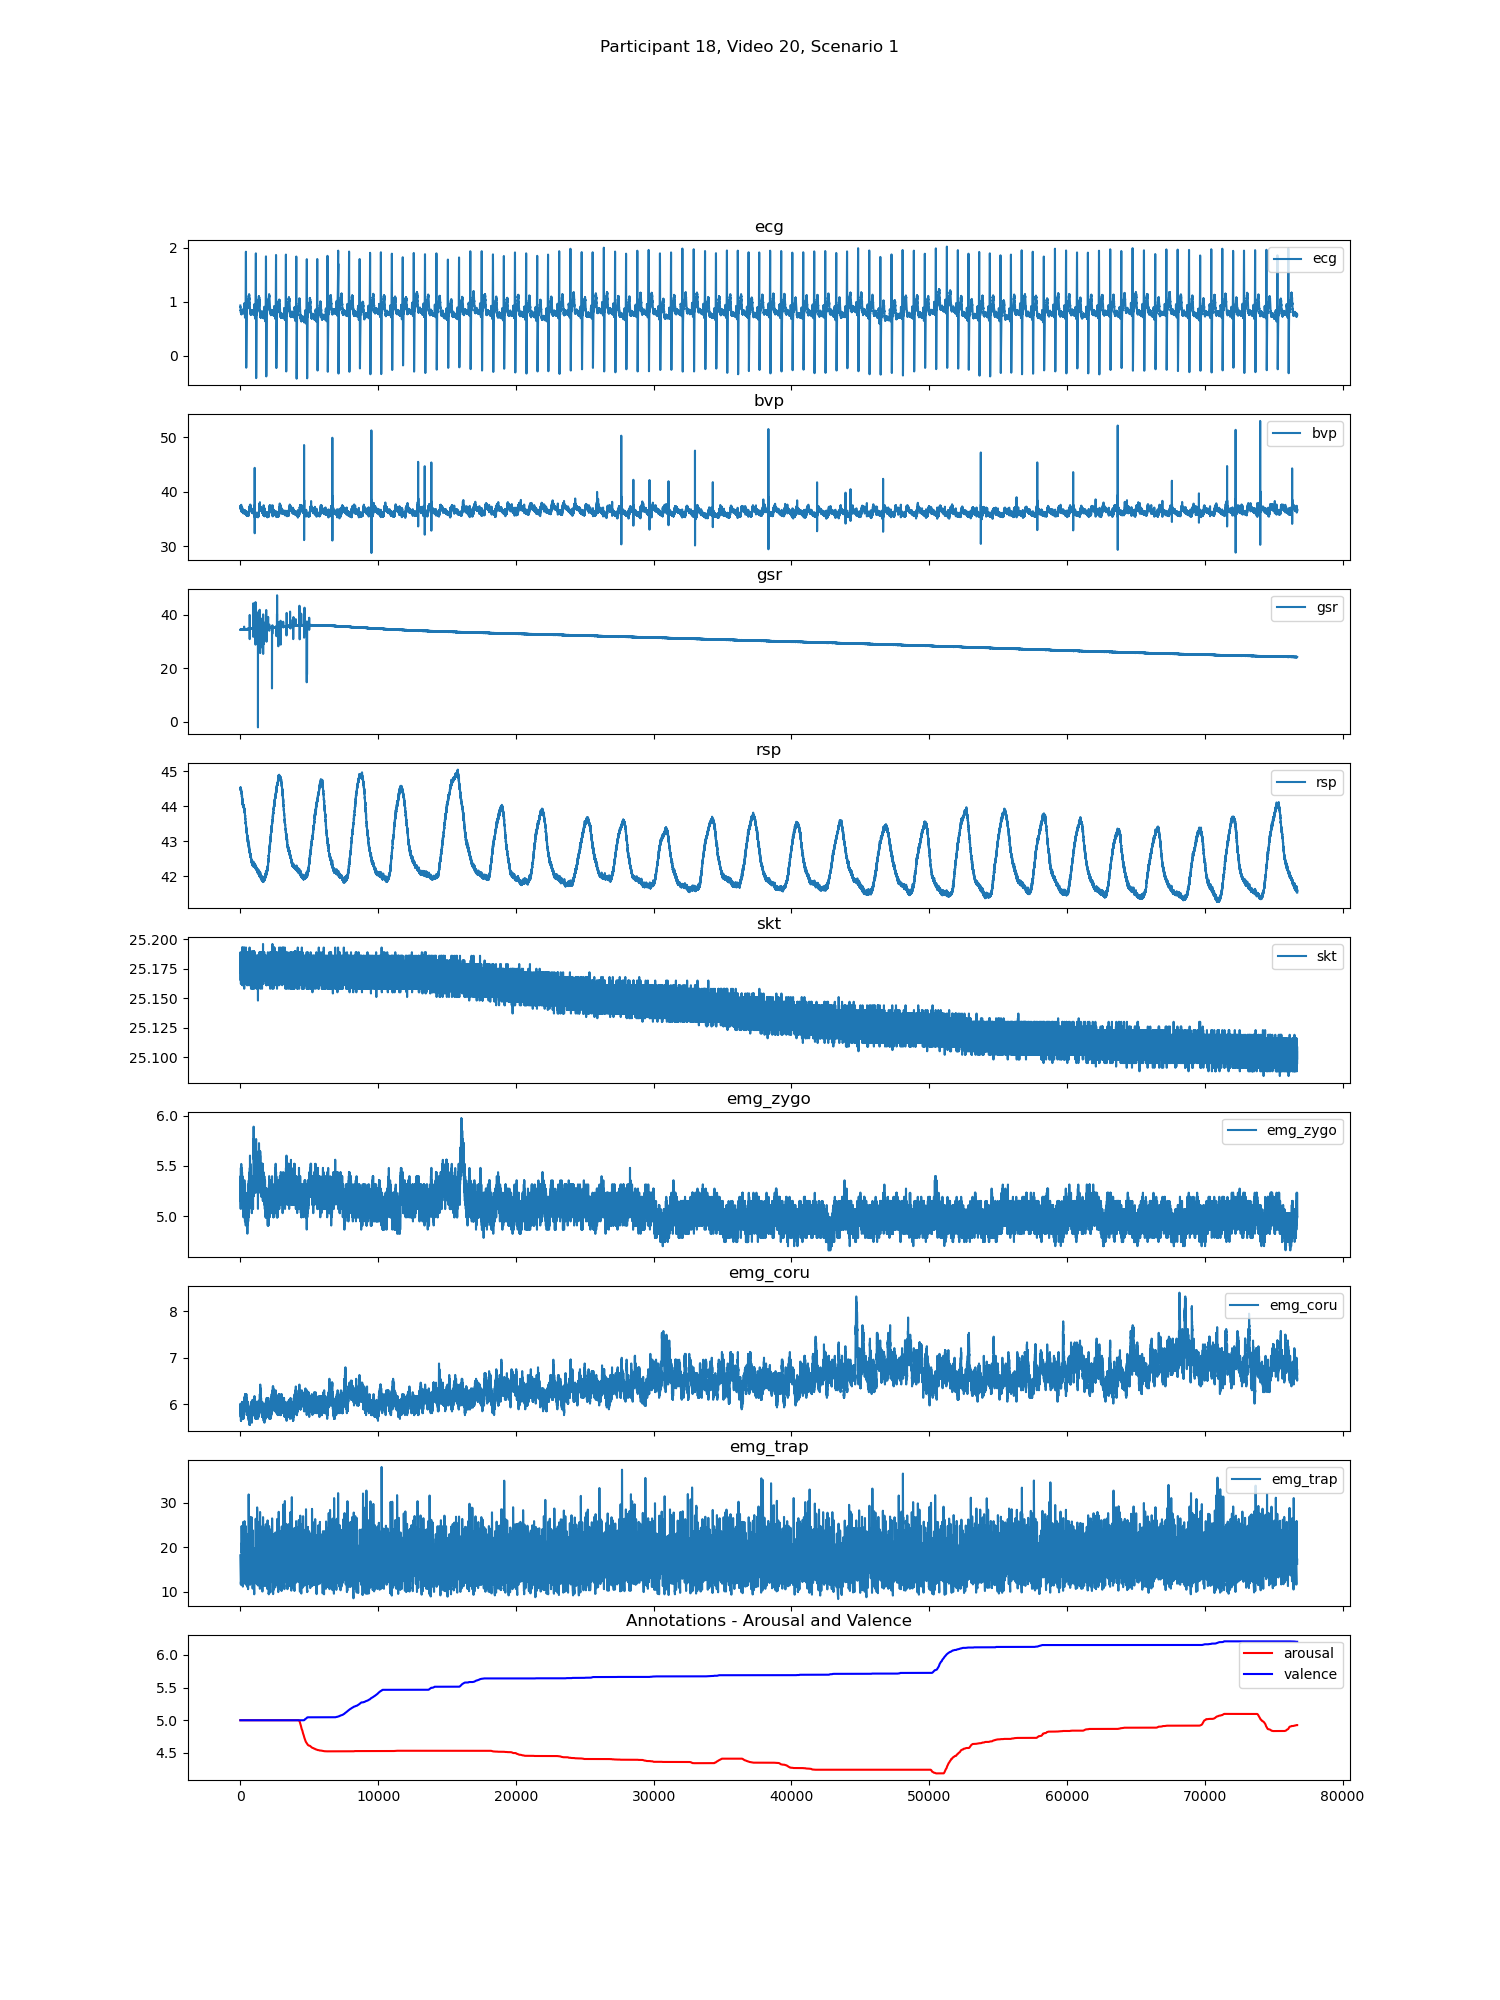 Participant 18, Video 20, Scenario 1
ecg
2
1
0
ecg
bvp
50
40
30
bvp
gsr
40
20
0
gsr
rsp
45
44
43
42
rsp
skt
25.200
25.175
25.150
25.125
25.100
skt
emg_zygo
6.0
5.5
5.0
emg_zygo
emg_coru
8
7
6
emg_coru
emg_trap
30
20
10
emg_trap
Annotations - Arousal and Valence
6.0
5.5
5.0
4.5
arousal
valence
0 10000 20000 30000 40000 50000 60000 70000 80000